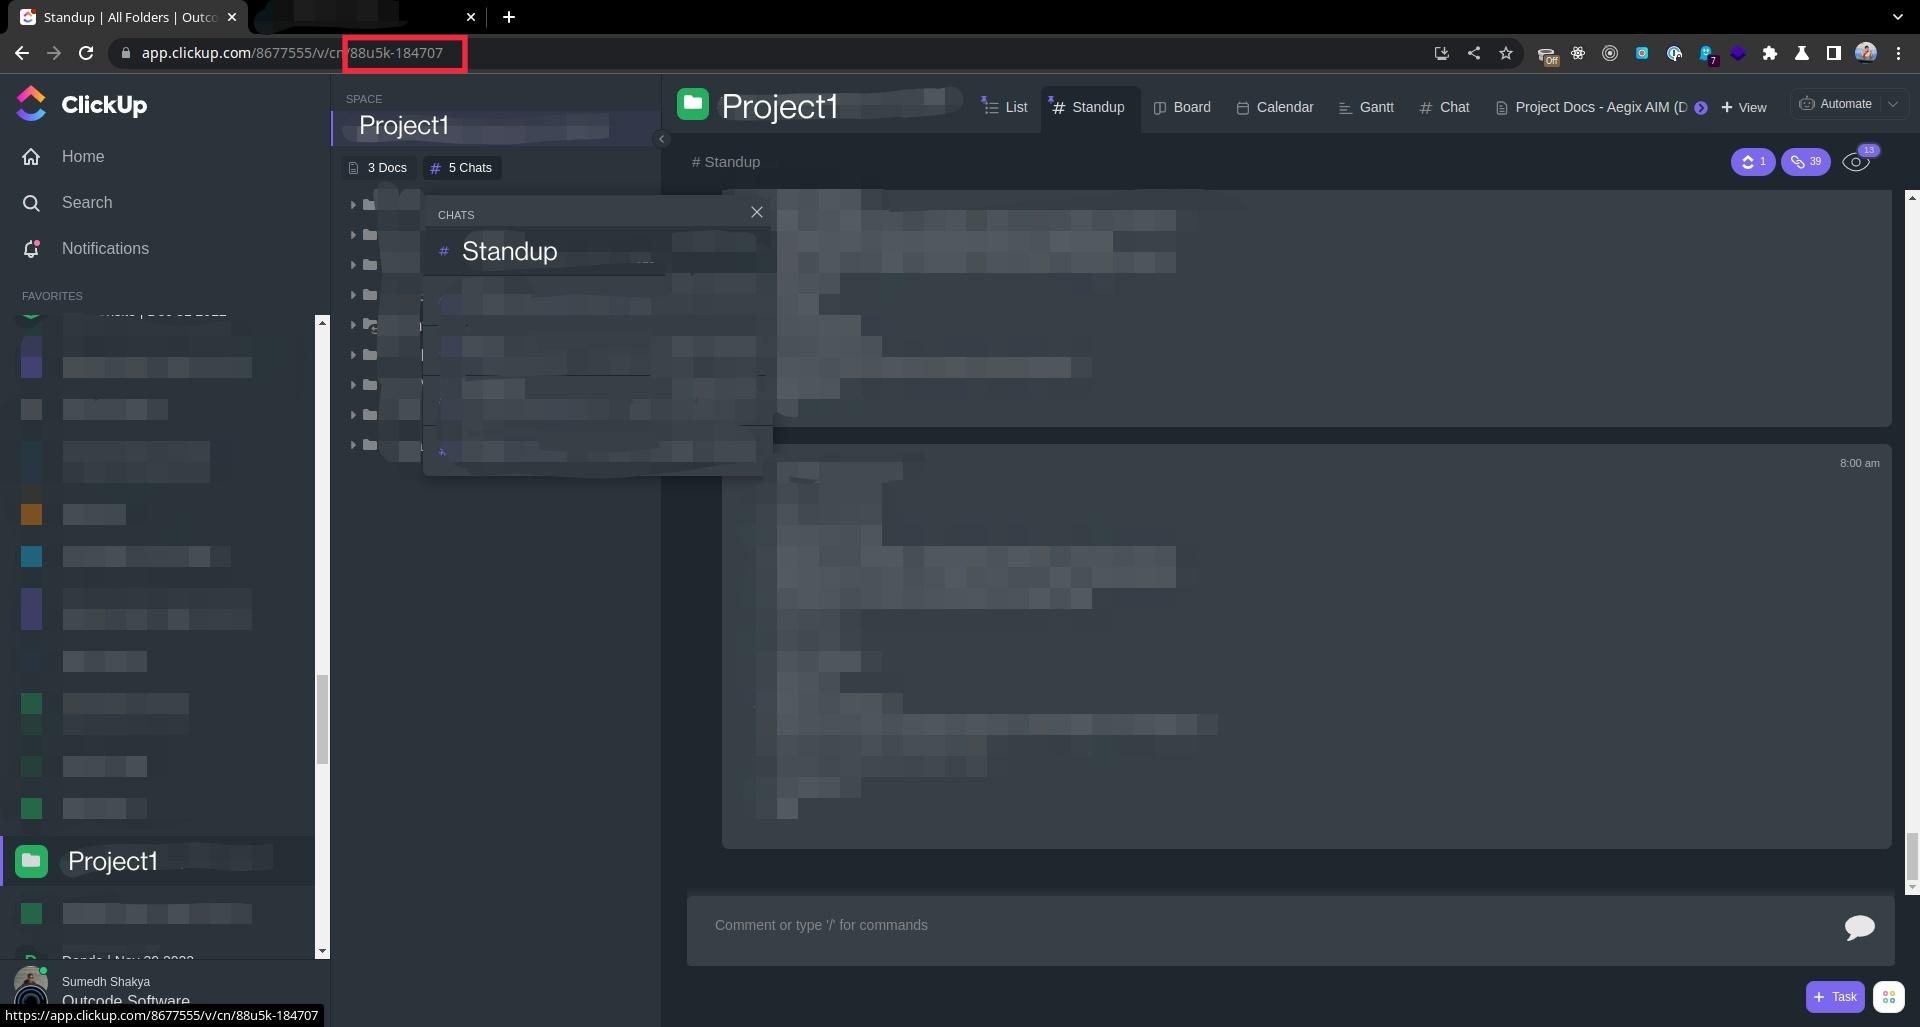 Standup | All Folders | Outco
app.clickup.com/8677555/v/cn/88u5k-184707
Off
7
ClickUp
Home
Search
Notifications
FAVORITES
Project1
Sumedh Shakya
Outcode Software
https://app.clickup.com/8677555/v/cn/88u5k-184707
SPACE
Project1
3 Docs
# 5 Chats
CHATS
# Standup
#
Project1
List
# Standup
Board
Calendar
Gantt
# Chat
Project Docs - Aegix AIM (D
+ View
Automate
# Standup
1
39
13
8:00 am
Comment or type '/' for commands
+ Task